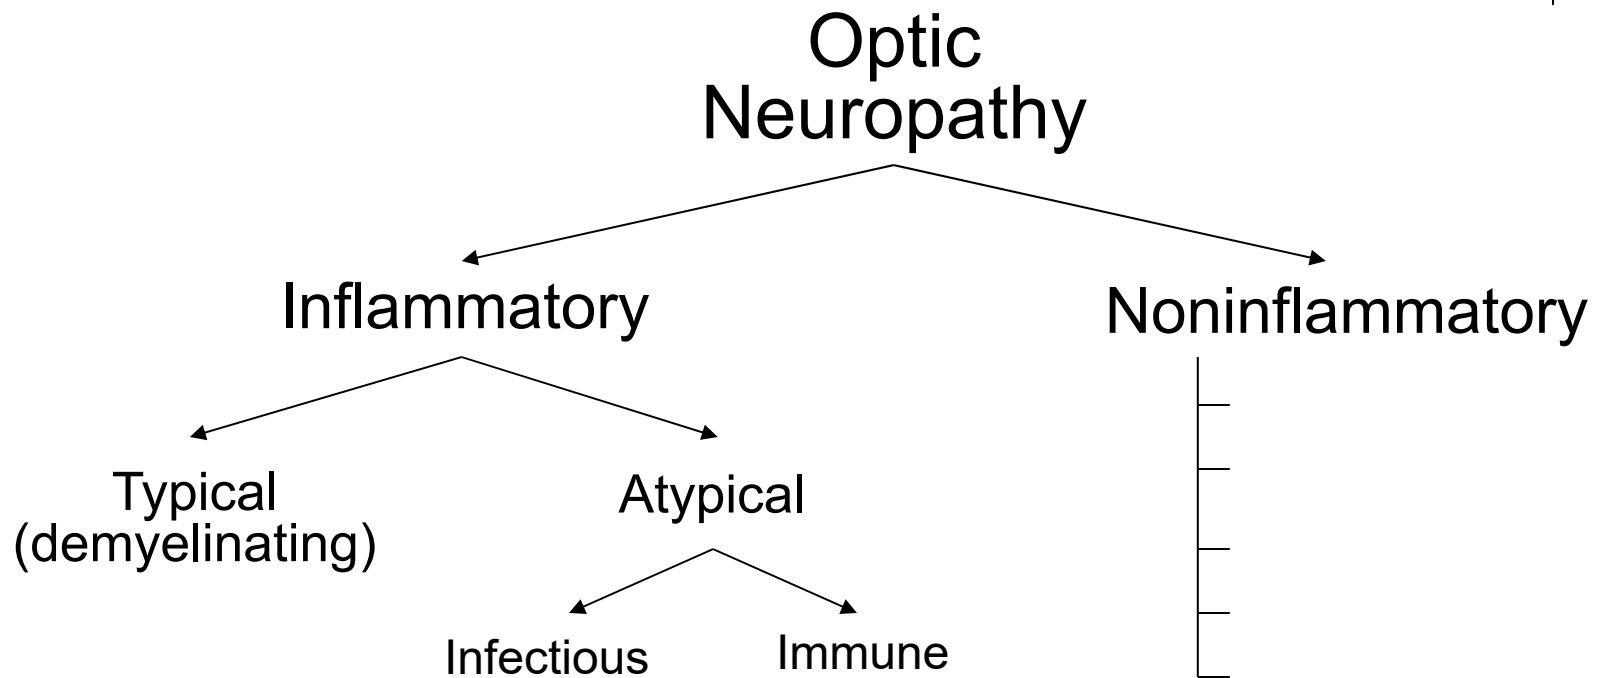 Optic
Neuropathy
Inflammatory
Noninflammatory
Typical
(demyelinating)
Atypical
Infectious
Immune